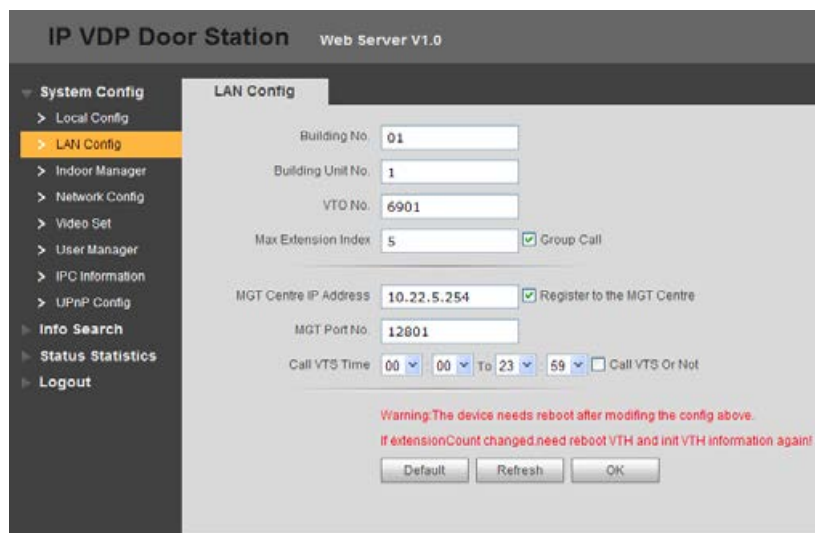 IP VDP Door Station Web Server V1.0
System Config
> Local Config
> LAN Config
> Indoor Manager
> Network Config
> Video Set
> User Manager
> IPC Information
> UPnP Config
Info Search
Status Statistics
Logout
LAN Config
Building No. 01
Building Unit No. 1
VTO No. 6901
Max Extension Index 5 Group Call
MGT Centre IP Address 10.22.5.254 Register to the MGT Centre
MGT Port No. 12801
Call VTS Time 00 : 00 To 23 : 59 Call VTS Or Not
Warning:The device needs reboot after modifing the config above.
If extensionCount changed,need reboot VTH and init VTH information again!
Default Refresh OK